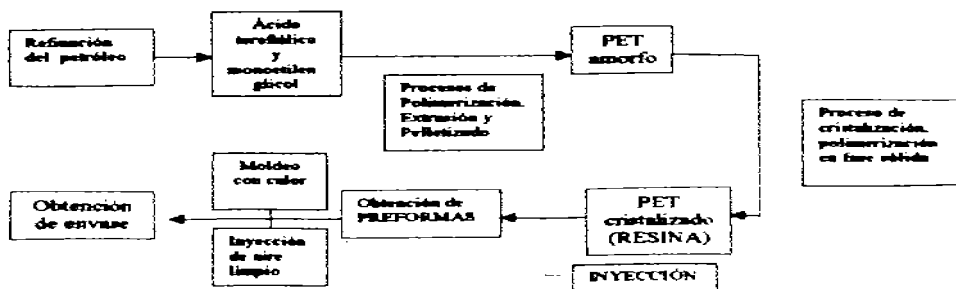 Refinación
del petróleo
Ácido
tereftálico
y
monoetilen
glicol
PET
amorfo
Procesos de
Polimerización,
Extrusión y
Pelletizado
Proceso de
cristalización,
polimerización
en fase sólida
Moldeo
con calor
Obtención
de envase
Obtención de
PREFORMAS
PET
cristalizado
(RESINA)
Inyección
de aire
limpio
INYECCIÓN